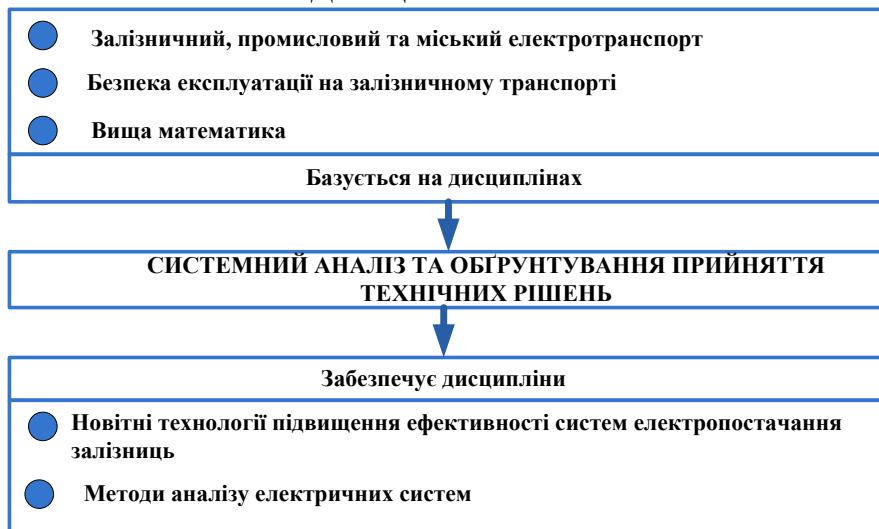 Залізничний, промисловий та міський електротранспорт
Безпека експлуатації на залізничному транспорті
Вища математика
Базується на дисциплінах
СИСТЕМНИЙ АНАЛІЗ ТА ОБҐРУНТУВАННЯ ПРИЙНЯТТЯ
ТЕХНІЧНИХ РІШЕНЬ
Забезпечує дисципліни
Новітні технології підвищення ефективності систем електропостачання
залізниць
Методи аналізу електричних систем